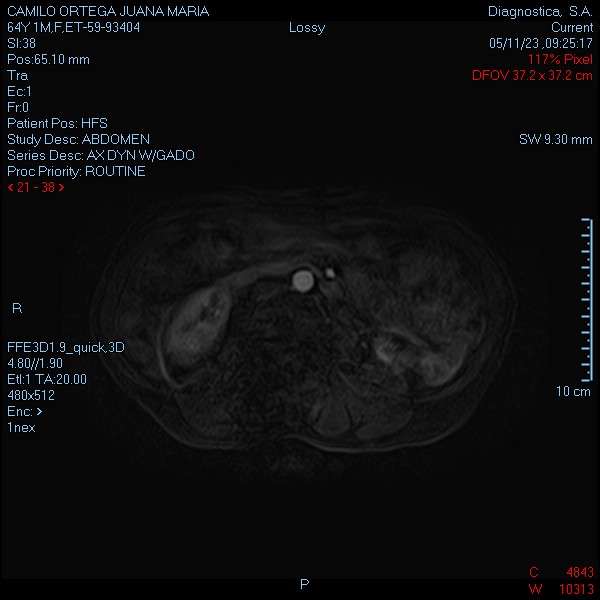 CAMILO ORTEGA JUANA MARIA
64Y 1M,F,ET-59-93404
SI:38
Pos:65.10 mm
Tra
Ec:1
Fr:0
Patient Pos: HFS
Study Desc: ABDOMEN
Series Desc: AX DYN W/GADO
Proc Priority: ROUTINE
< 21 - 38 >
Lossy
Diagnostica, S.A.
Current
05/11/23 ,09:25:17
117% Pixel
DFOV 37.2 x 37.2 cm
SW 9.30 mm
R
FFE3D1.9_quick,3D
4.80//1.90
Etl:1 TA:20.00
480x512
Enc: >
1nex
10 cm
P
C 4843
W 10313